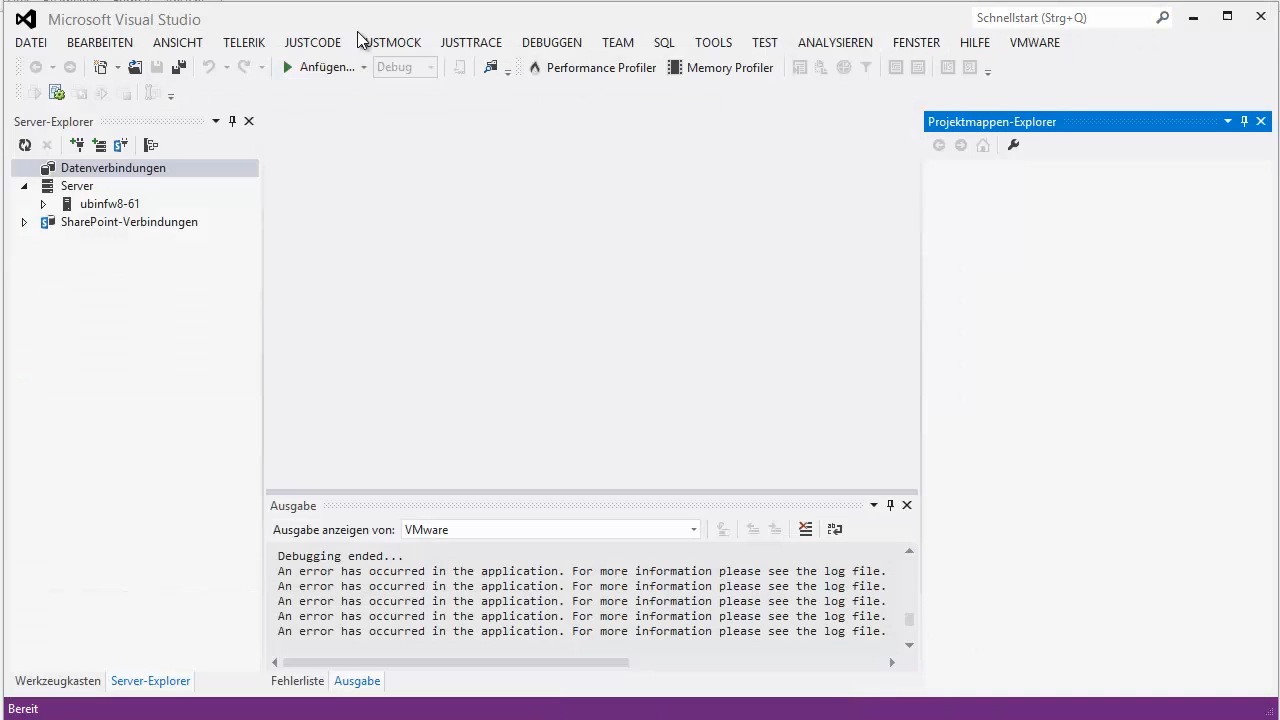 Microsoft Visual Studio
Schnellstart (Strg+Q)
DATEI BEARBEITEN ANSICHT TELERIK JUSTCODE JUSTMOCK JUSTTRACE DEBUGGEN TEAM SQL TOOLS TEST ANALYSIEREN FENSTER HILFE VMWARE
Anfügen... Debug Performance Profiler Memory Profiler
Server-Explorer
Projektmappen-Explorer
Datenverbindungen
Server
ubinfw8-61
SharePoint-Verbindungen
Ausgabe
Ausgabe anzeigen von: VMware
Debugging ended...
An error has occurred in the application. For more information please see the log file.
An error has occurred in the application. For more information please see the log file.
An error has occurred in the application. For more information please see the log file.
An error has occurred in the application. For more information please see the log file.
An error has occurred in the application. For more information please see the log file.
Werkzeugkasten Server-Explorer Fehlerliste Ausgabe
Bereit